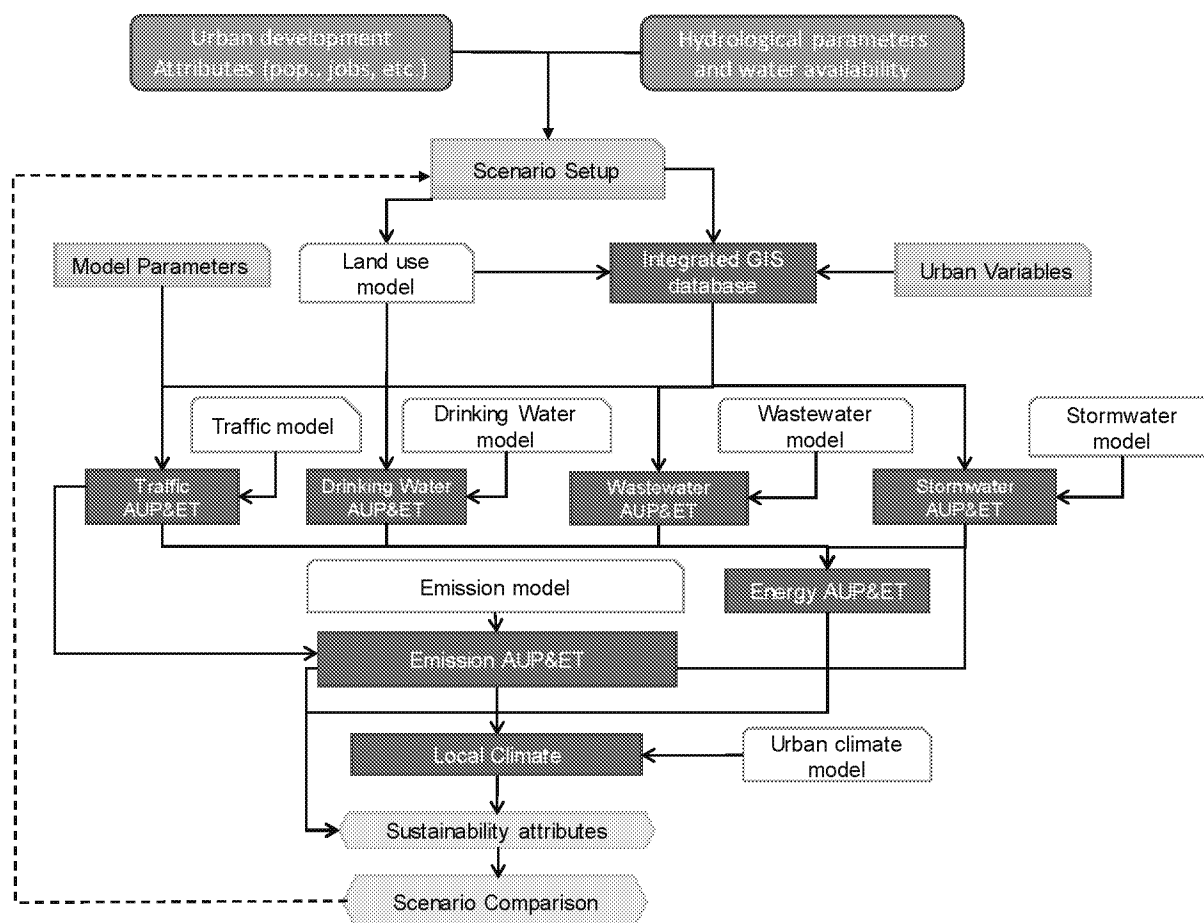 Urban development
Attributes (pop., jobs, etc.)
Hydrological parameters
and water availability
Scenario Setup
Model Parameters
Land use
model
Integrated GIS
database
Urban Variables
Traffic model
Drinking Water
model
Wastewater
model
Stormwater
model
Traffic
AUP&ET
Drinking Water
AUP&ET
Wastewater
AUP&ET
Stormwater
AUP&ET
Emission model
Energy AUP&ET
Emission AUP&ET
Local Climate
Urban climate
model
Sustainability attributes
Scenario Comparison